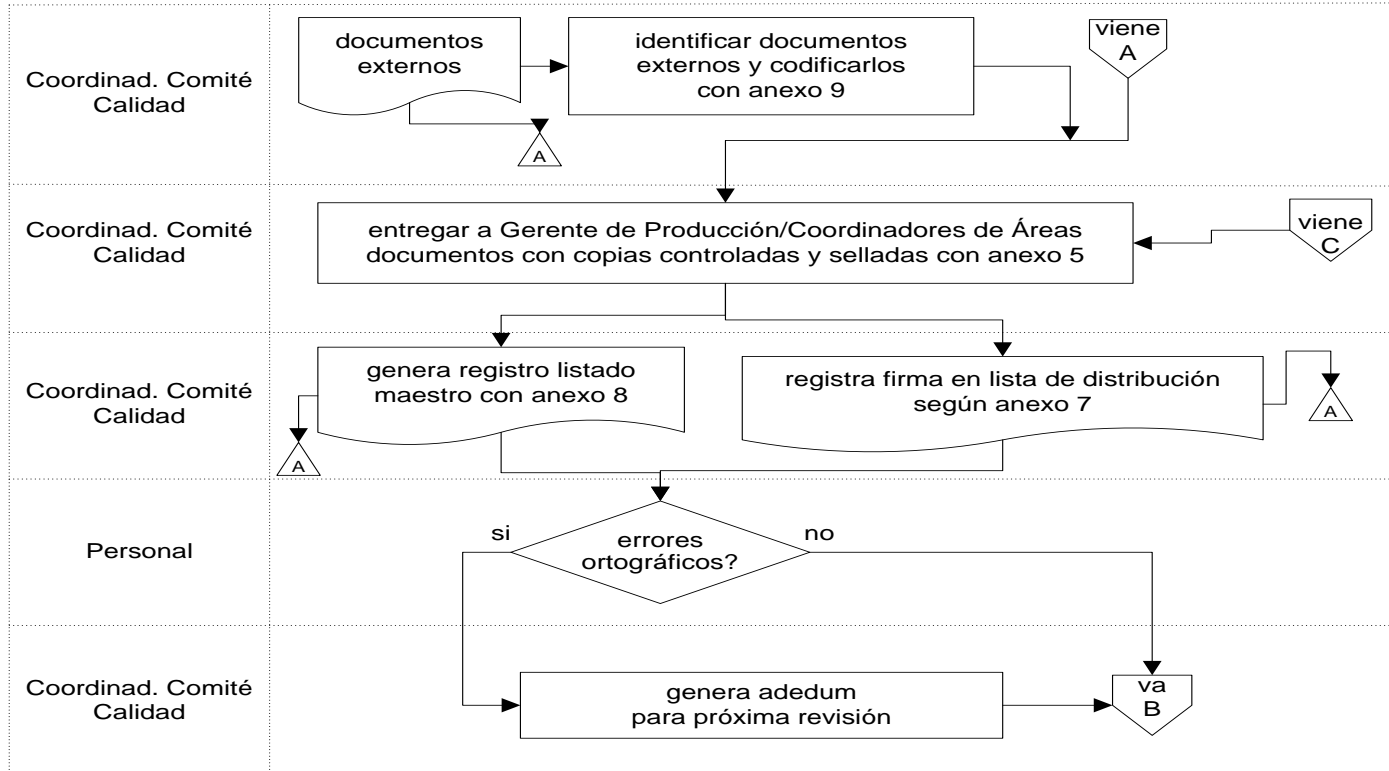 Coordinad. Comité
Calidad
documentos
externos
identificar documentos
externos y codificarlos
con anexo 9
viene
A
A
Coordinad. Comité
Calidad
entregar a Gerente de Producción/Coordinadores de Áreas
documentos con copias controladas y selladas con anexo 5
viene
C
Coordinad. Comité
Calidad
genera registro listado
maestro con anexo 8
registra firma en lista de distribución
según anexo 7
A
A
Personal
si
errores
ortográficos?
no
Coordinad. Comité
Calidad
genera adedum
para próxima revisión
va
B